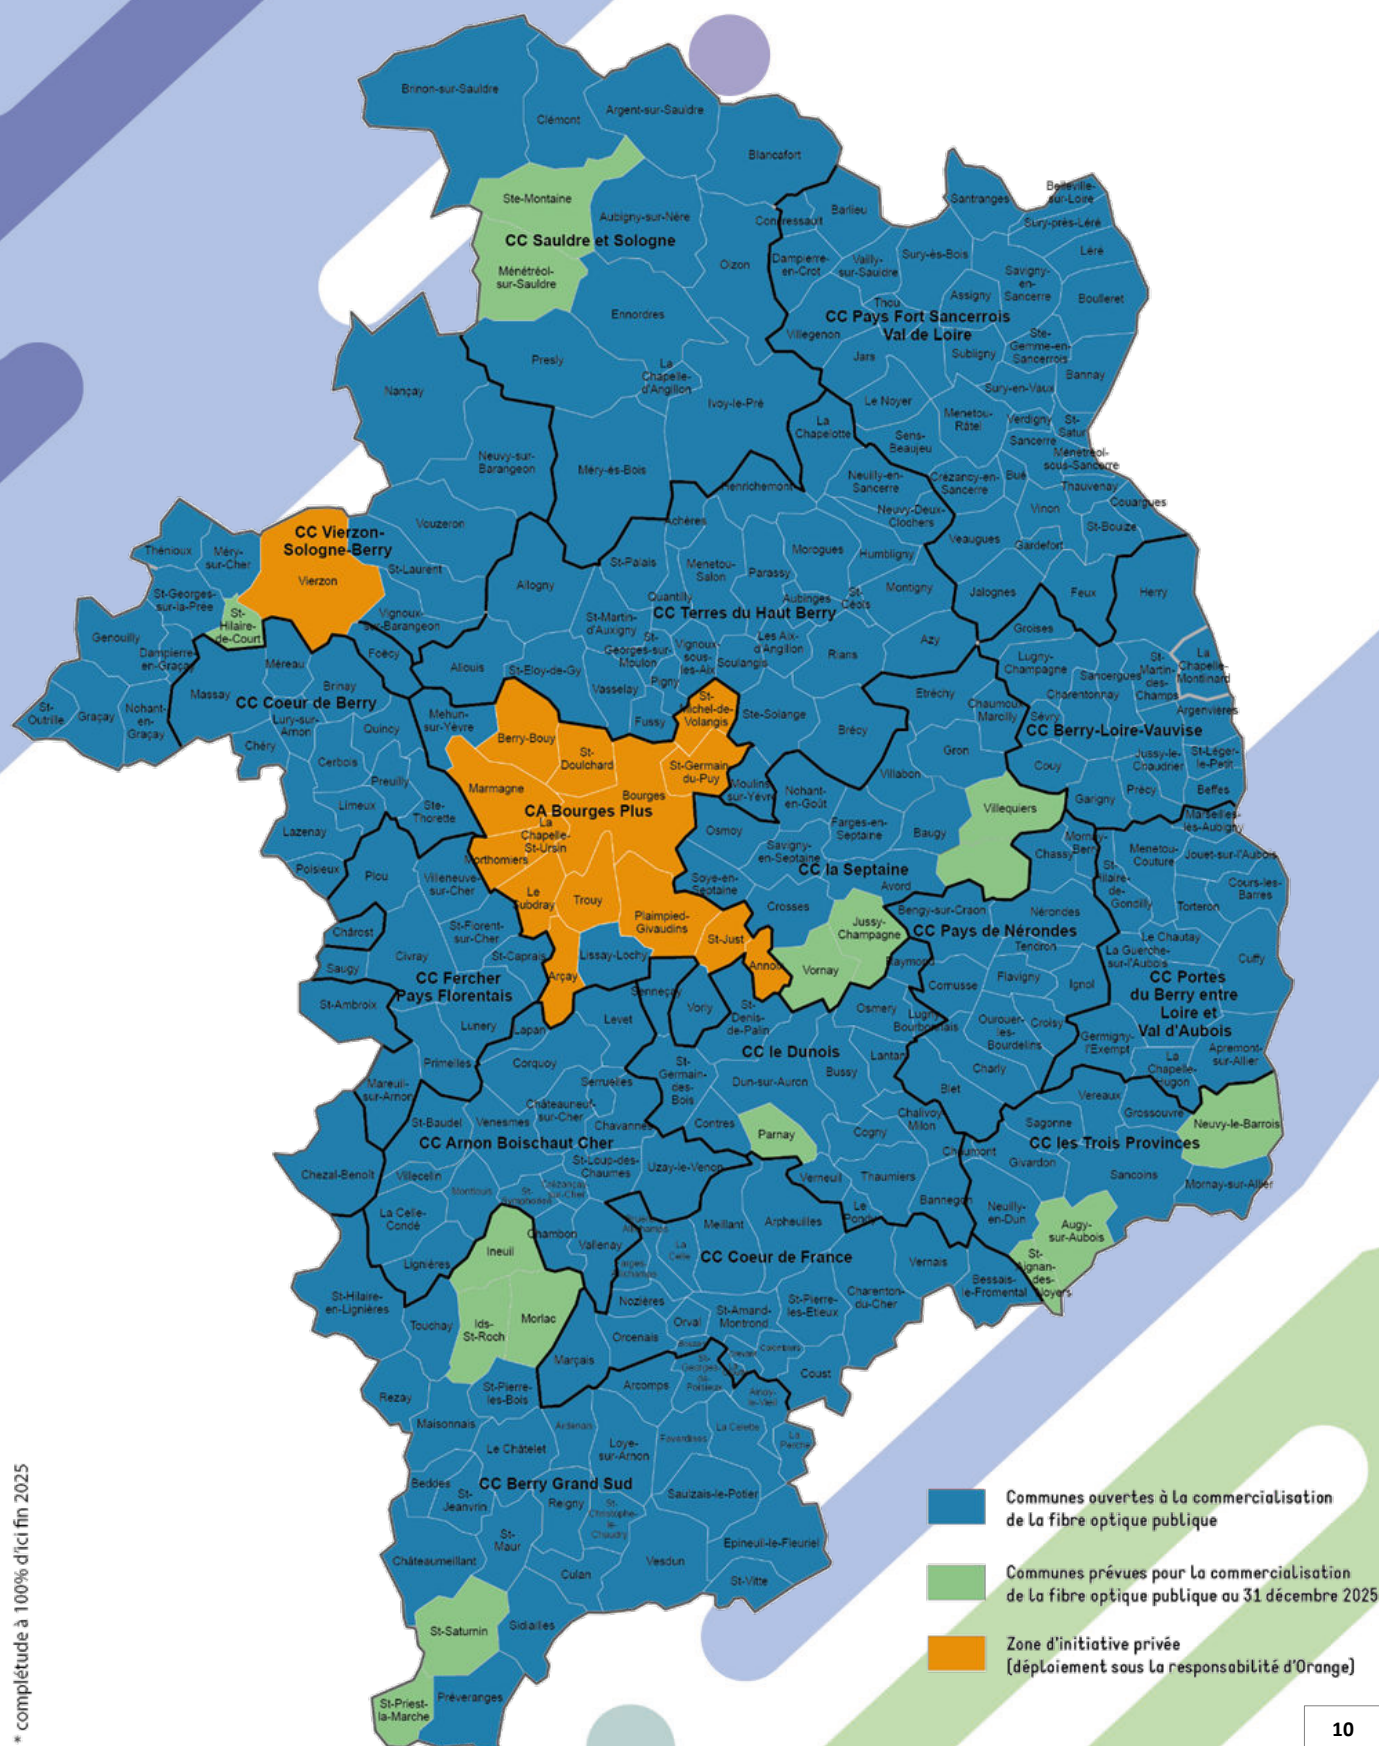 Brinon-sur-Sauldre
Clémont
Argent-sur-Sauldre
Blancafort
Ste-Montaine
Aubigny-sur-Nère
CC Sauldre et Sologne
Ménétréol-
sur-Sauldre
Oizon
Ennordres
Concressault
Barlieu
Santranges
Belleville-
sur-Loire
Sury-près-Léré
Léré
Dampierre-
en-Crot
Vailly-
sur-Sauldre
Sury-ès-Bois
Savigny-
en-
Sancerre
Assigny
Boulleret
Thou
CC Pays Fort Sancerrois
Val de Loire
Villegenon
Jars
Subligny
Ste-
Gemme-en-
Sancerrois
Bannay
Sury-en-Vaux
Presly
La
Chapelle-
d'Angillon
Ivoy-le-Pré
Nançay
Neuvy-sur-
Barangeon
Méry-ès-Bois
La
Chapelotte
Le Noyer
Menetou-
Râtel
Verdigny
St-
Satur
Sens-
Beaujeu
Sancerre
Ménétréol-
sous-Sancerre
Henrichemont
Neuilly-en-
Sancerre
Crézancy-en-
Sancerre
Bué
Thauvenay
Couargues
Vinon
St-Bouize
Achères
Neuvy-Deux-
Clochers
Veaugues
Gardefort
Vouzeron
CC Vierzon-
Sologne-Berry
Thénioux
Méry-
sur-Cher
St-Laurent
Vierzon
St-Georges-
sur-la-Prée
St-
Hilaire-
de-Court
Vignoux-
sur-Barangeon
Genouilly
Dampierre-
en-Graçay
St-
Outrille
Graçay
Nohant-
en-
Graçay
Allogny
St-Palais
Menetou-
Salon
Parassy
Morogues
Humbligny
Quantilly
Aubinges
St-
Céols
Montigny
Jalognes
Feux
Herry
CC Terres du Haut Berry
St-Martin-
d'Auxigny
St-
Georges-sur-
Moulon
Vignoux-
sous-
les-Aix
Les Aix-
d'Angillon
Soulangis
Rians
Azy
Groises
Allouis
St-Eloy-de-Gy
Vasselay
Pigny
Fussy
St-
Michel-de-
Volangis
Ste-Solange
Brécy
Etréchy
Lugny-
Champagne
Sancergues
St-
Martin-
des-
Champs
La
Chapelle-
Montlinard
Charentonnay
Argenvières
Chaumoux-
Marcilly
Sévry
CC Berry-Loire-Vauvise
Gron
Couy
Jussy-le-
Chaudrier
St-Léger-
le-Petit
Précy
Beffes
Garigny
Villabon
Massay
Méreau
Foëcy
Brinay
CC Coeur de Berry
Lury-sur-
Arnon
Quincy
Mehun-
sur-Yèvre
Chéry
Cerbois
Preuilly
Limeux
Ste-
Thorette
Lazenay
Poisieux
Berry-Bouy
St-
Doulchard
St-Germain-
du-Puy
Marmagne
Bourges
CA Bourges Plus
La
Chapelle-
St-Ursin
Morthomiers
Le
Subdray
Trouy
Plaimpied-
Givaudins
St-Just
Annoix
Arçay
Lissay-Lochy
Moulins-
sur-Yèvre
Nohant-
en-Goût
Osmoy
Savigny-
en-Septaine
Farges-en-
Septaine
Baugy
Villequiers
CC la Septaine
Soye-en-
Septaine
Avord
Crosses
Jussy-
Champagne
Vornay
Mornay-
Berry
Chassy
Marseilles-
lès-Aubigny
Menetou-
Couture
Jouet-sur-l'Aubois
St-
Hilaire-
de-
Gondilly
Cours-les-
Barres
Torteron
Bengy-sur-Craon
Nérondes
CC Pays de Nérondes
Tendron
Le Chautay
La Guerche-
sur-l'Aubois
Cuffy
Raymond
Cornusse
Flavigny
Ignol
CC Portes
du Berry entre
Loire et
Val d'Aubois
Ourouer-
les-
Bourdelins
Croisy
Germigny-
l'Exempt
Apremont-
sur-Allier
La
Chapelle-
Hugon
Charly
Blet
Plou
Villeneuve-
sur-Cher
Chârost
Saugy
St-Florent-
sur-Cher
Civray
St-Caprais
CC Fercher
Pays Florentais
St-Ambroix
Lunery
Lapan
Primelles
Levet
Senneçay
Vorly
St-
Denis-
de-Palin
Osmery
Lugny-
Bourbonnais
CC le Dunois
Lantan
Bussy
Dun-sur-Auron
St-
Germain-
des-
Bois
Contres
Parnay
Cogny
Chalivoy-
Milon
Chaumont
Verneuil
Thaumiers
Le
Pondy
Bannegon
Corquoy
Serruelles
Mareuil-
sur-Arnon
Châteauneuf-
sur-Cher
St-Baudel
Venesmes
Chavannes
CC Arnon Boischaut Cher
St-Loup-des-
Chaumes
Uzay-le-Venon
Chezal-Benoît
Villecelin
Montlouis
St-
Symphorien
Crézançay-
sur-Cher
La Celle-
Condé
Chambon
Vallenay
Ineuil
Lignières
St-Hilaire-
en-Lignières
Touchay
Ids-
St-Roch
Morlac
Marçais
Vereaux
Grossouvre
Neuvy-le-Barrois
Sagonne
CC les Trois Provinces
Givardon
Sancoins
Mornay-sur-Allier
Neuilly-
en-Dun
Augy-
sur-Aubois
St-
Aignan-
des-
Noyers
Bessais-
le-Fromental
Vernais
Meillant
Arpheuilles
La
Celle
CC Coeur de France
Farges-
Allichamps
Nozières
Charenton-
du-Cher
St-Pierre-
les-Etieux
St-Amand-
Montrond
Orval
Orcenais
Colombiers
Coust
Rezay
St-Pierre-
les-Bois
Arcomps
St-
Georges-
de-
Poisieux
Ainay-
le-Vieil
Maisonnais
Le Châtelet
Ardenais
Loye-
sur-Arnon
Faverdines
La Celette
La
Perche
Beddes
CC Berry Grand Sud
St-
Jeanvrin
Reigny
St-
Christophe-
le-
Chaudry
Saulzais-le-Potier
Epineuil-le-Fleuriel
St-
Maur
Châteaumeillant
Culan
Vesdun
St-Vitte
St-Saturnin
Sidiailles
St-Priest-
la-Marche
Préveranges
Communes ouvertes à la commercialisation
de la fibre optique publique
Communes prévues pour la commercialisation
de la fibre optique publique au 31 décembre 2025
Zone d'initiative privée
(déploiement sous la responsabilité d'Orange)
* complétude à 100% d'ici fin 2025
10